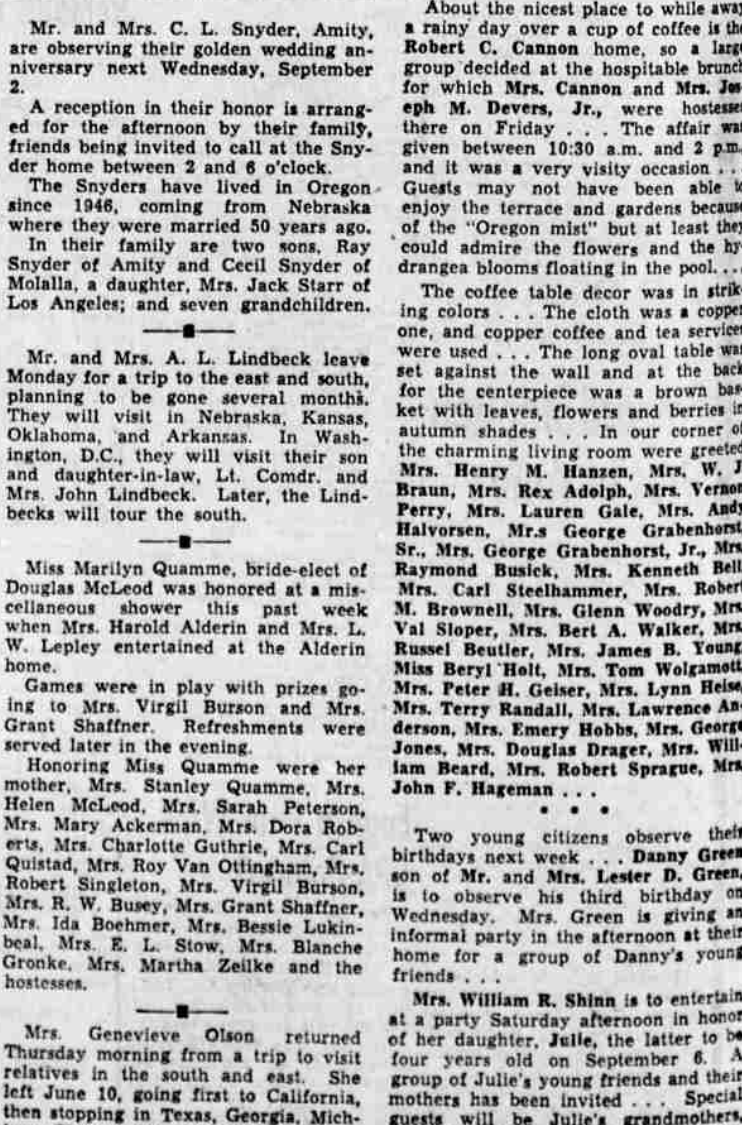 Mr. and Mrs. C. L. Snyder, Amity,
are observing their golden wedding an-
niversary next Wednesday, September
2.
A reception in their honor is arrang-
ed for the afternoon by their family,
friends being invited to call at the Sny-
der home between 2 and 6 o'clock.
The Snyders have lived in Oregon
since 1946, coming from Nebraska
where they were married 50 years ago.
In their family are two sons, Ray
Snyder of Amity and Cecil Snyder of
Molalla, a daughter, Mrs. Jack Starr of
Los Angeles; and seven grandchildren.
Mr. and Mrs. A. L. Lindbeck leave
Monday for a trip to the east and south,
planning to be gone several months.
They will visit in Nebraska, Kansas,
Oklahoma, and Arkansas. In Wash-
ington, D.C., they will visit their son
and daughter-in-law, Lt. Comdr. and
Mrs. John Lindbeck. Later, the Lind-
becks will tour the south.
Miss Marilyn Quamme, bride-elect of
Douglas McLeod was honored at a mis-
cellaneous shower this past week
when Mrs. Harold Alderin and Mrs. L.
W. Lepley entertained at the Alderin
home.
Games were in play with prizes go-
ing to Mrs. Virgil Burson and Mrs.
Grant Shaffner. Refreshments were
served later in the evening.
Honoring Miss Quamme were her
mother, Mrs. Stanley Quamme, Mrs.
Helen McLeod, Mrs. Sarah Peterson,
Mrs. Mary Ackerman, Mrs. Dora Rob-
erts, Mrs. Charlotte Guthrie, Mrs. Carl
Quistad, Mrs. Roy Van Ottingham, Mrs.
Robert Singleton, Mrs. Virgil Burson,
Mrs. R. W. Busey, Mrs. Grant Shaffner,
Mrs. Ida Boehmer, Mrs. Bessie Lukin-
beal, Mrs. E. L. Stow, Mrs. Blanche
Gronke, Mrs. Martha Zeilke and the
hostesses.
Mrs. Genevieve Olson returned
Thursday morning from a trip to visit
relatives in the south and east. She
left June 10, going first to California,
then stopping in Texas, Georgia, Mich-
About the nicest place to while away
a rainy day over a cup of coffee is the
Robert C. Cannon home, so a large
group decided at the hospitable brunch
for which Mrs. Cannon and Mrs. Jos-
eph M. Devers, Jr., were hostesses
there on Friday . . . The affair was
given between 10:30 a.m. and 2 p.m.
and it was a very visity occasion . .
Guests may not have been able to
enjoy the terrace and gardens because
of the "Oregon mist" but at least they
could admire the flowers and the hy-
drangea blooms floating in the pool. . .
The coffee table decor was in strik-
ing colors . . . The cloth was a copper
one, and copper coffee and tea services
were used . . . The long oval table was
set against the wall and at the back
for the centerpiece was a brown bas-
ket with leaves, flowers and berries in
autumn shades . . . In our corner of
the charming living room were greeted
Mrs. Henry M. Hanzen, Mrs. W. J
Braun, Mrs. Rex Adolph, Mrs. Vernon
Perry, Mrs. Lauren Gale, Mrs. Andy
Halvorsen, Mr.s George Grabenhorst
Sr., Mrs. George Grabenhorst, Jr., Mrs
Raymond Busick, Mrs. Kenneth Bell
Mrs. Carl Steelhammer, Mrs. Robert
M. Brownell, Mrs. Glenn Woodry, Mrs
Val Sloper, Mrs. Bert A. Walker, Mrs
Russel Beutler, Mrs. James B. Young
Miss Beryl Holt, Mrs. Tom Wolgamott
Mrs. Peter H. Geiser, Mrs. Lynn Heise,
Mrs. Terry Randall, Mrs. Lawrence An-
derson, Mrs. Emery Hobbs, Mrs. George
Jones, Mrs. Douglas Drager, Mrs. Will-
iam Beard, Mrs. Robert Sprague, Mrs
John F. Hageman . . .
• • •
Two young citizens observe their
birthdays next week . . . Danny Green
son of Mr. and Mrs. Lester D. Green,
is to observe his third birthday on
Wednesday. Mrs. Green is giving an
informal party in the afternoon at their
home for a group of Danny's young
friends . . .
Mrs. William R. Shinn is to entertain
at a party Saturday afternoon in honor
of her daughter, Julie, the latter to be
four years old on September 6. A
group of Julie's young friends and their
mothers has been invited . . . Special
guests will be Julie's grandmothers,